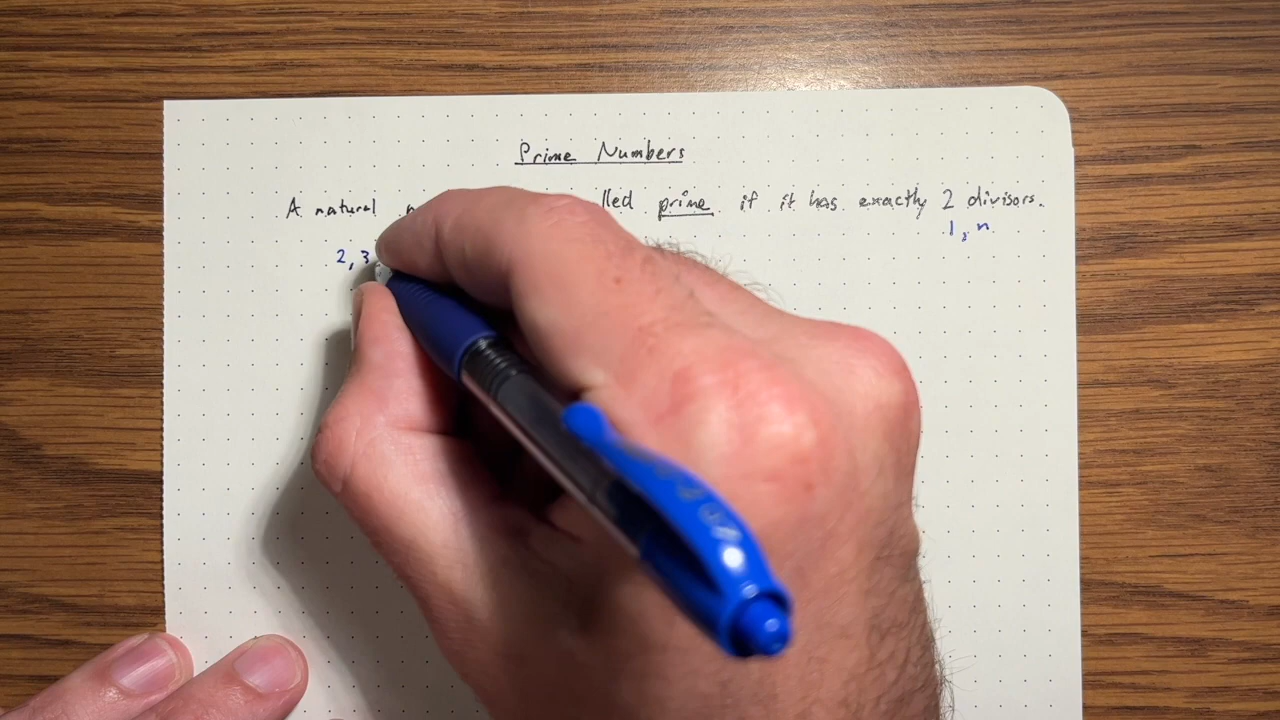 Prime Numbers
A natural lled prime if it has exactly 2 divisors.
1, n
2, 3